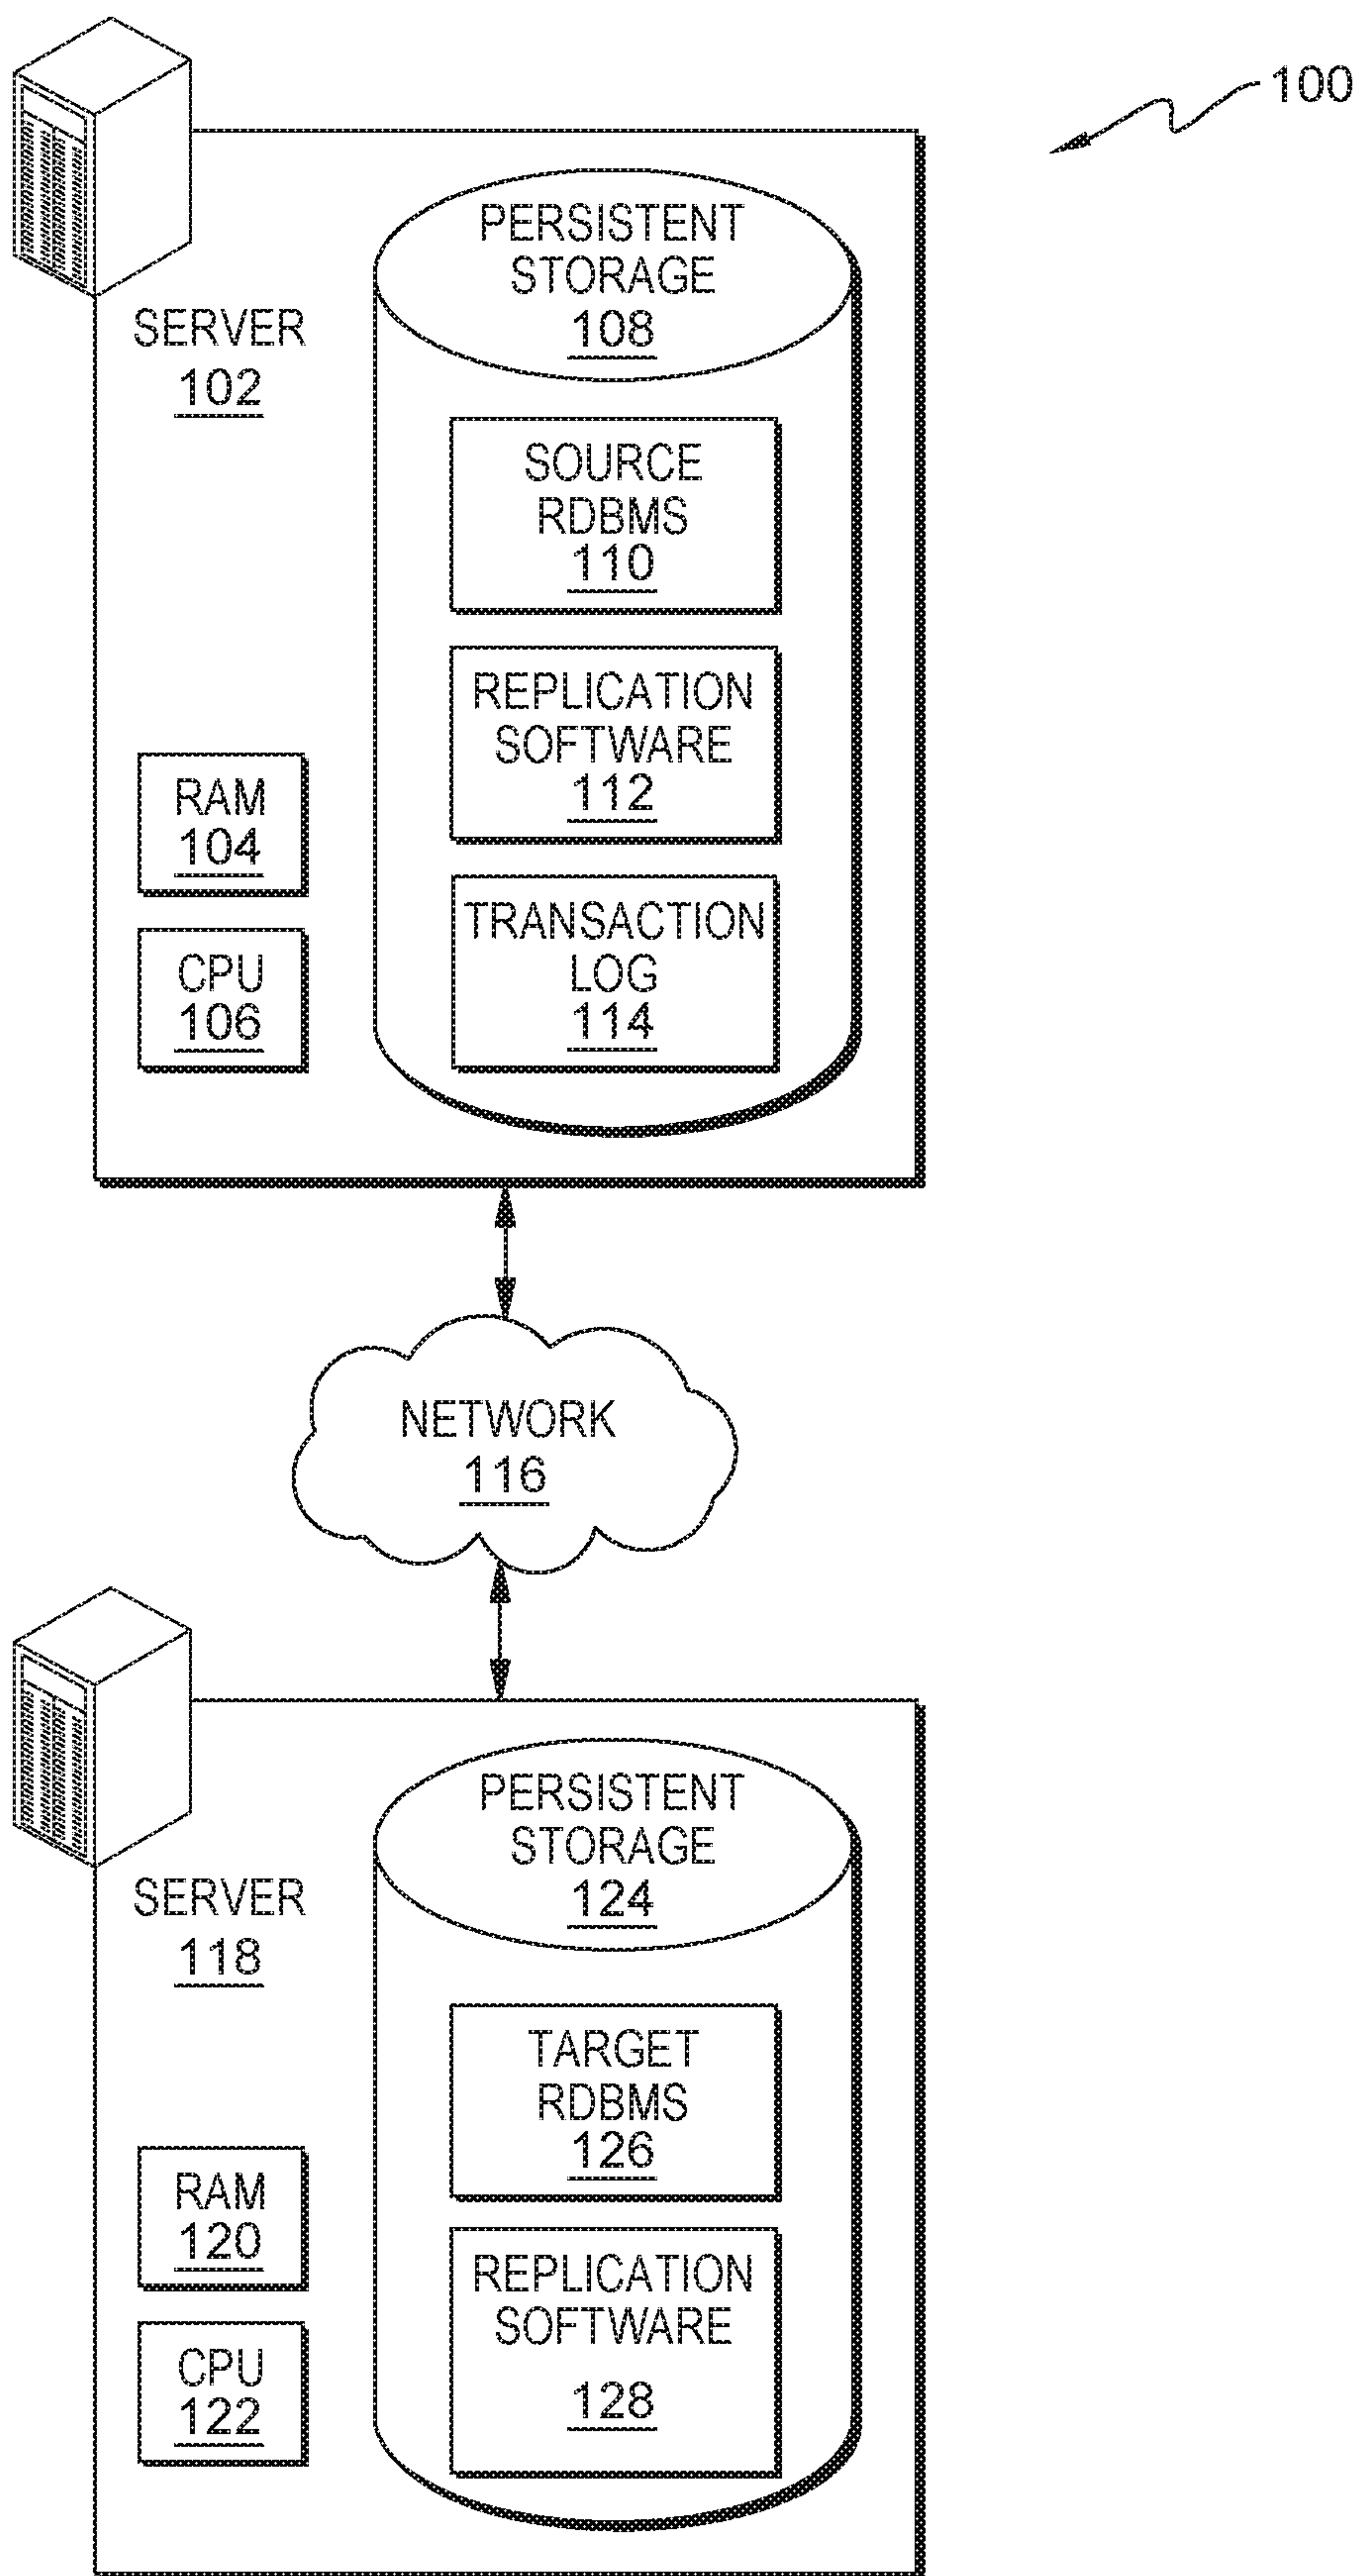 100
PERSISTENT
STORAGE
108
SERVER
102
SOURCE
RDBMS
110
REPLICATION
SOFTWARE
112
RAM
104
TRANSACTION
LOG
114
CPU
106
NETWORK
116
PERSISTENT
STORAGE
124
SERVER
118
TARGET
RDBMS
126
RAM
120
REPLICATION
SOFTWARE
128
CPU
122